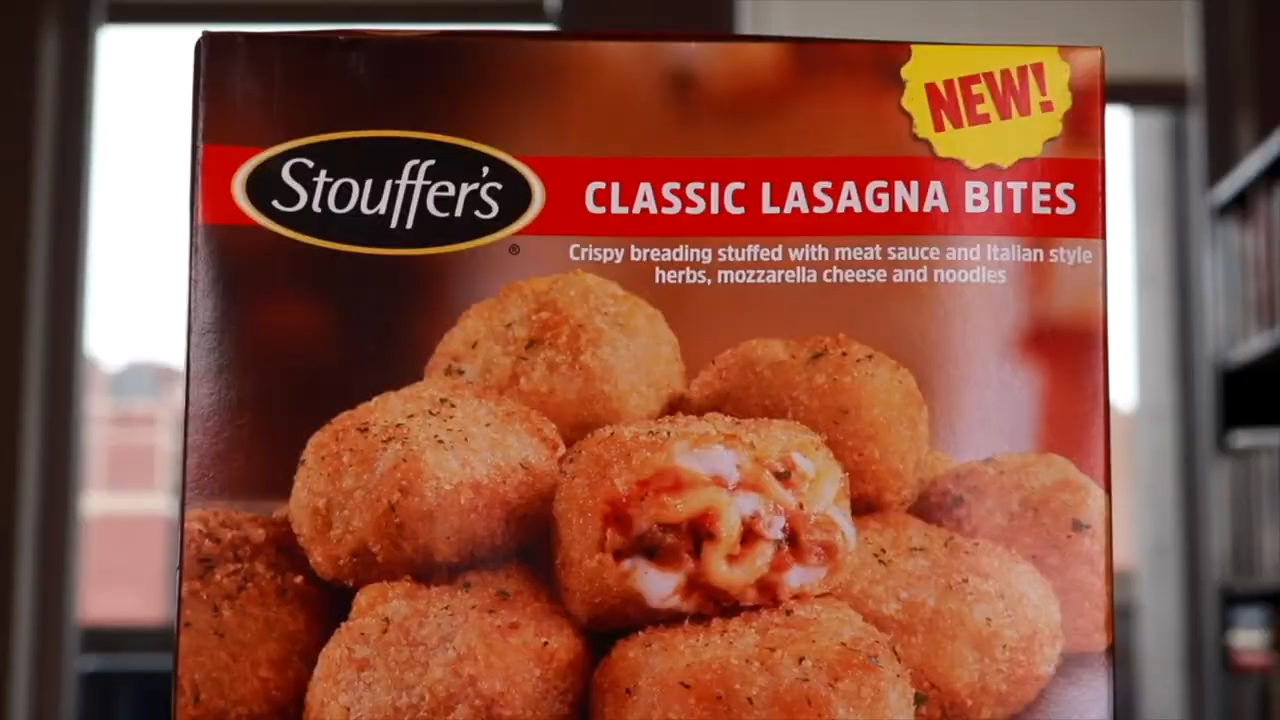 NEW!
Stouffer's
®
CLASSIC LASAGNA BITES
Crispy breading stuffed with meat sauce and Italian style
herbs, mozzarella cheese and noodles